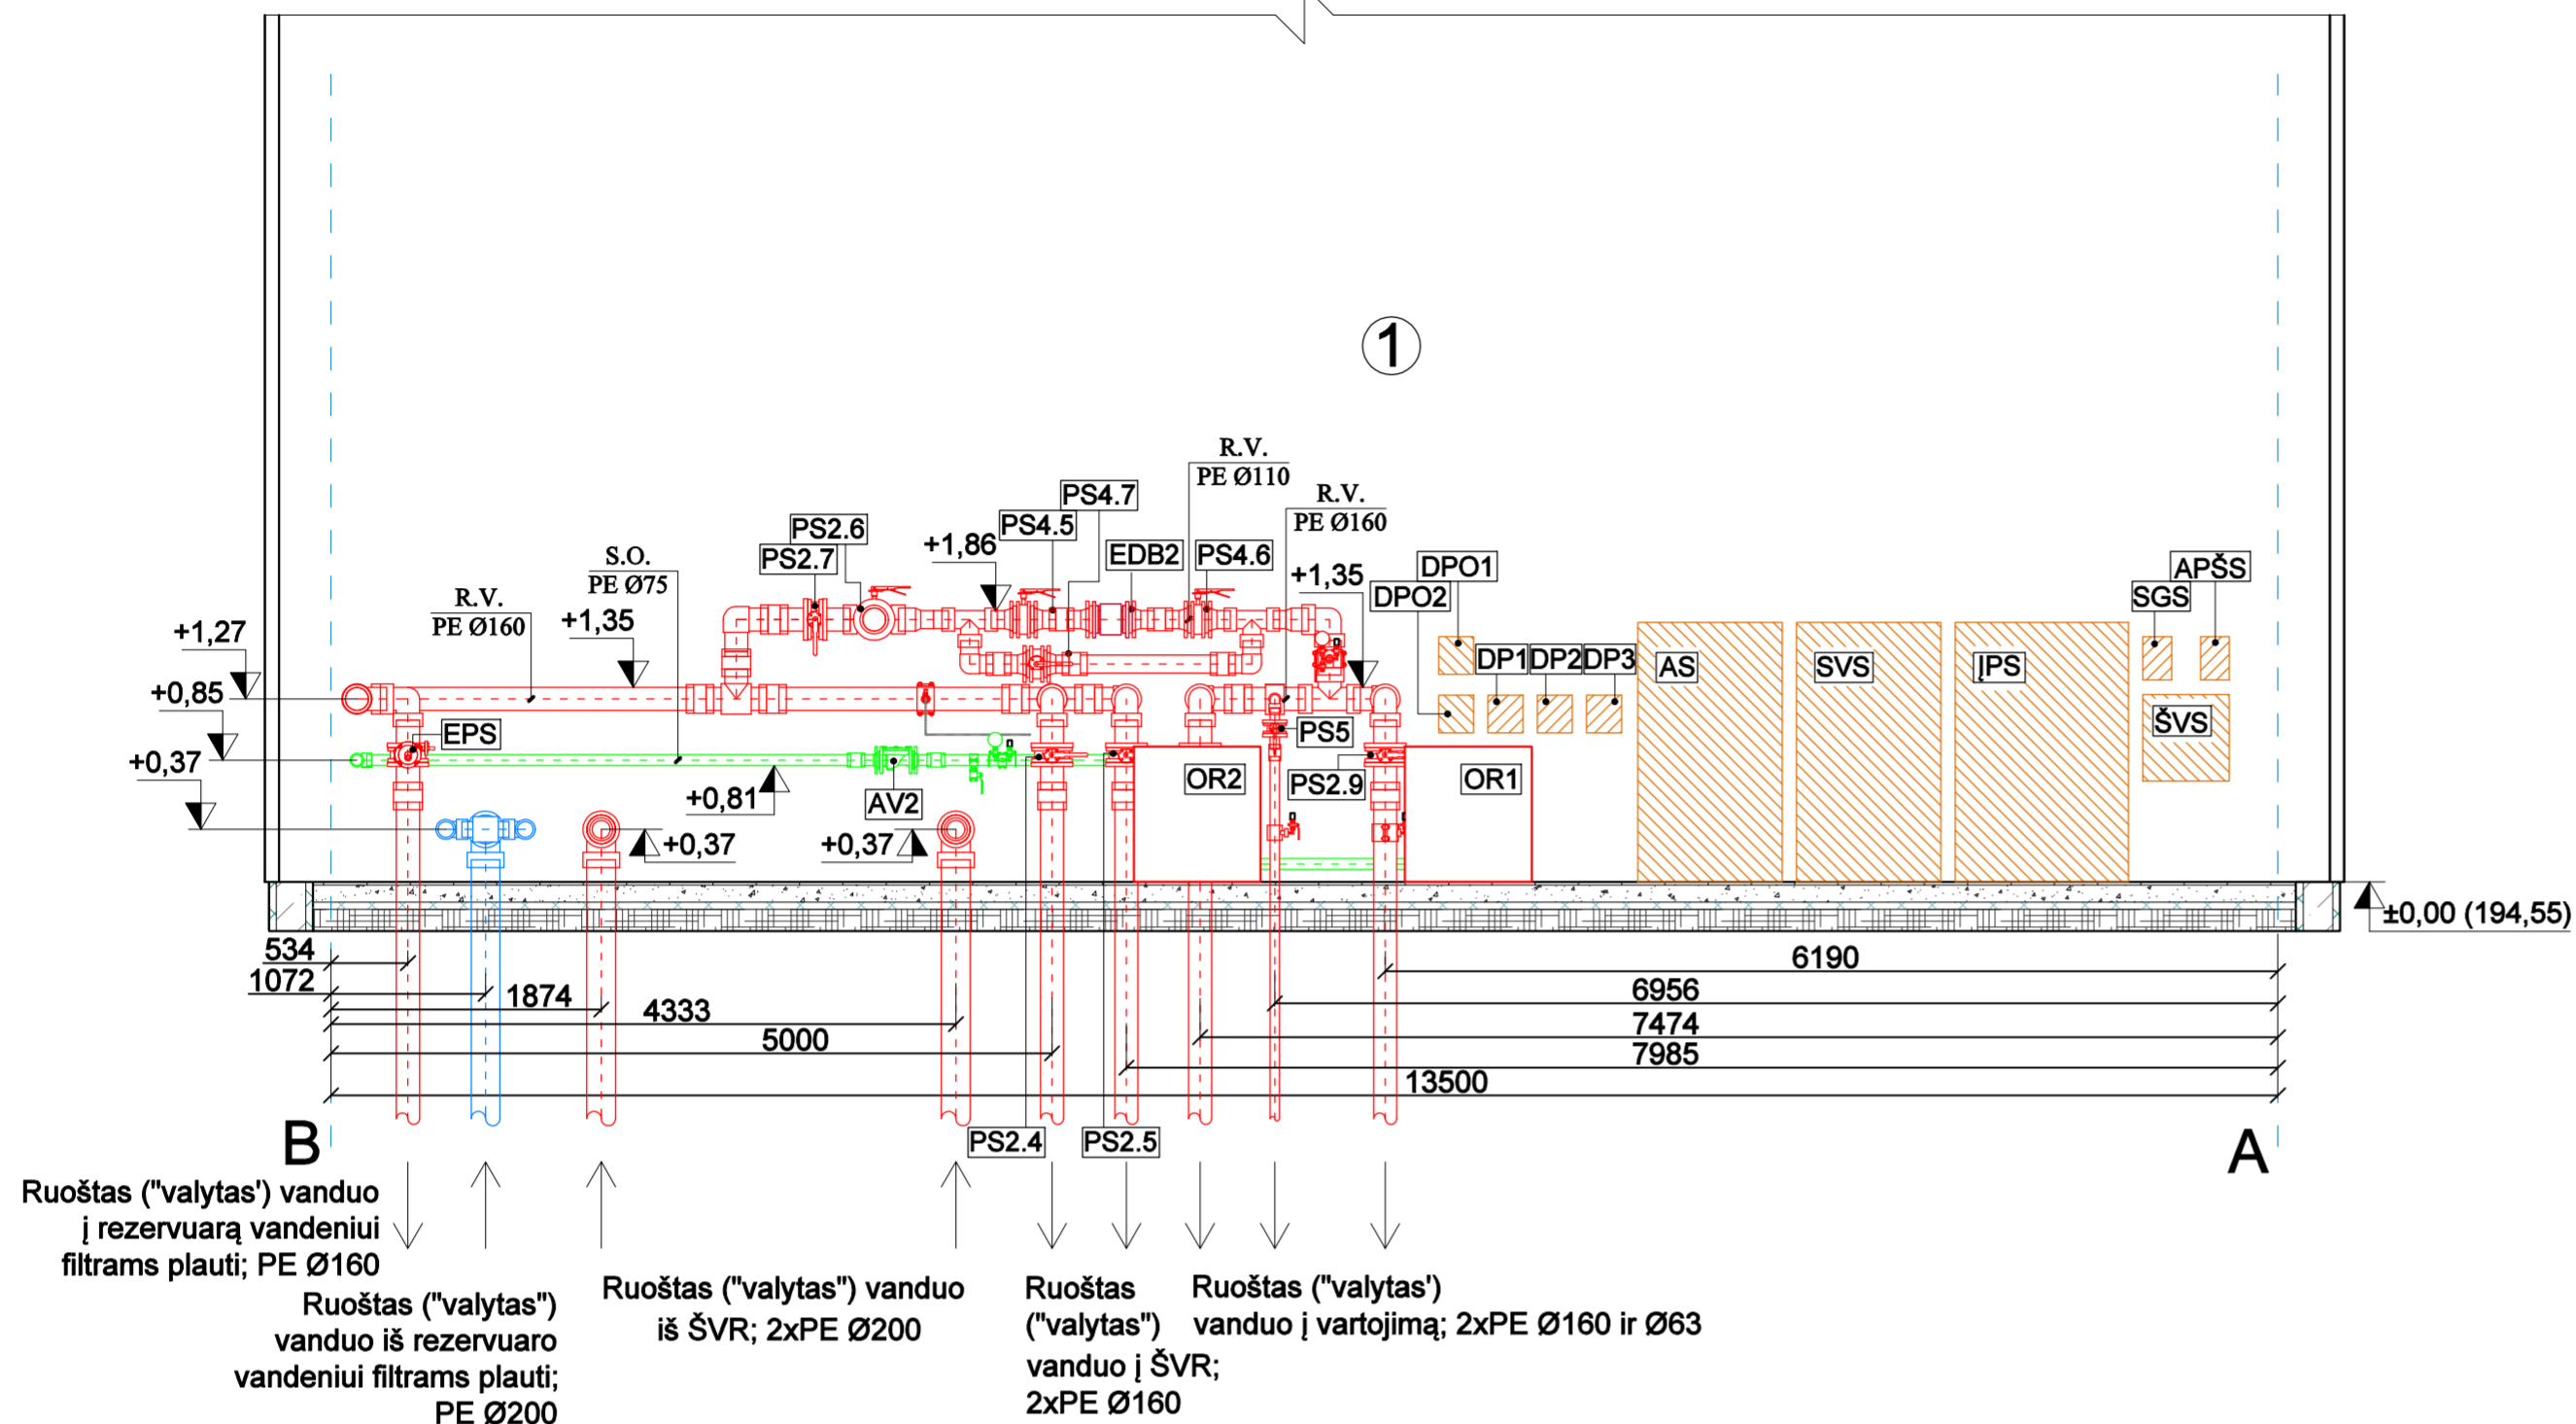 1
R.V.
PE Ø110
PS4.7
R.V.
PE Ø160
PS4.5
PS2.6
PS2.7
+1,86
EDB2
PS4.6
S.O.
PE Ø75
+1,35
DPO1
DPO2
APŠS
SGS
R.V.
PE Ø160
+1,35
+1,27
DP1
DP2
DP3
AS
SVS
ĮPS
+0,85
EPS
PS5
ŠVS
+0,37
OR2
PS2.9
OR1
+0,81
AV2
+0,37
+0,37
±0,00 (194,55)
534
6190
1072
1874
6956
4333
7474
5000
7985
13500
B
PS2.4
PS2.5
A
Ruoštas ("valytas') vanduo
į rezervuarą vandeniui
filtrams plauti; PE Ø160
Ruoštas ("valytas")
vanduo iš rezervuaro
vandeniui filtrams plauti;
PE Ø200
Ruoštas ("valytas") vanduo
iš ŠVR; 2xPE Ø200
Ruoštas
("valytas")
vanduo į ŠVR;
2xPE Ø160
Ruoštas ("valytas')
vanduo į vartojimą; 2xPE Ø160 ir Ø63